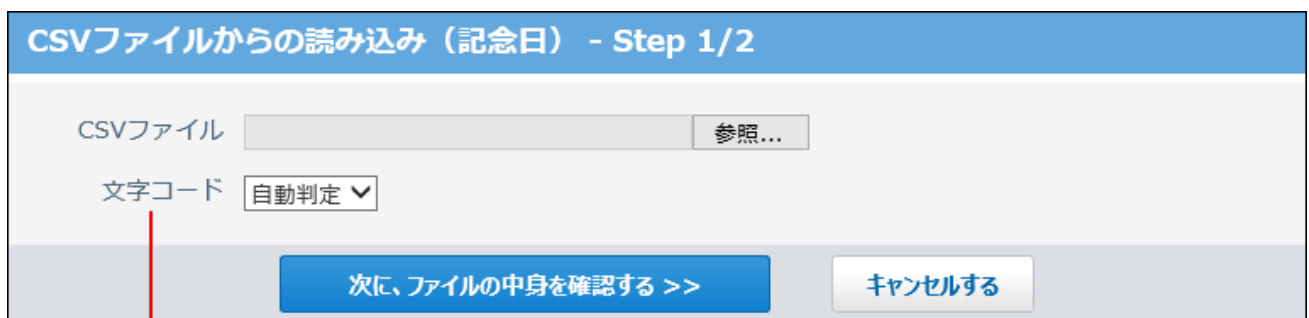 CSVファイルからの読み込み（記念日） - Step 1/2
CSVファイル 参照...
文字コード 自動判定
次に、ファイルの中身を確認する >> キャンセルする